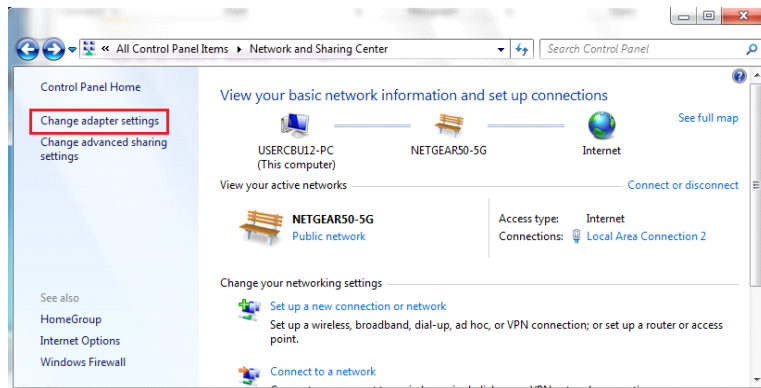 « All Control Panel Items ▸ Network and Sharing Center
Search Control Panel
Control Panel Home
Change adapter settings
Change advanced sharing
settings
See also
HomeGroup
Internet Options
Windows Firewall
View your basic network information and set up connections
See full map
USERCBU12-PC
(This computer)
NETGEAR50-5G
Internet
View your active networks
Connect or disconnect
NETGEAR50-5G
Public network
Access type: Internet
Connections: Local Area Connection 2
Change your networking settings
Set up a new connection or network
Set up a wireless, broadband, dial-up, ad hoc, or VPN connection; or set up a router or access
point.
Connect to a network